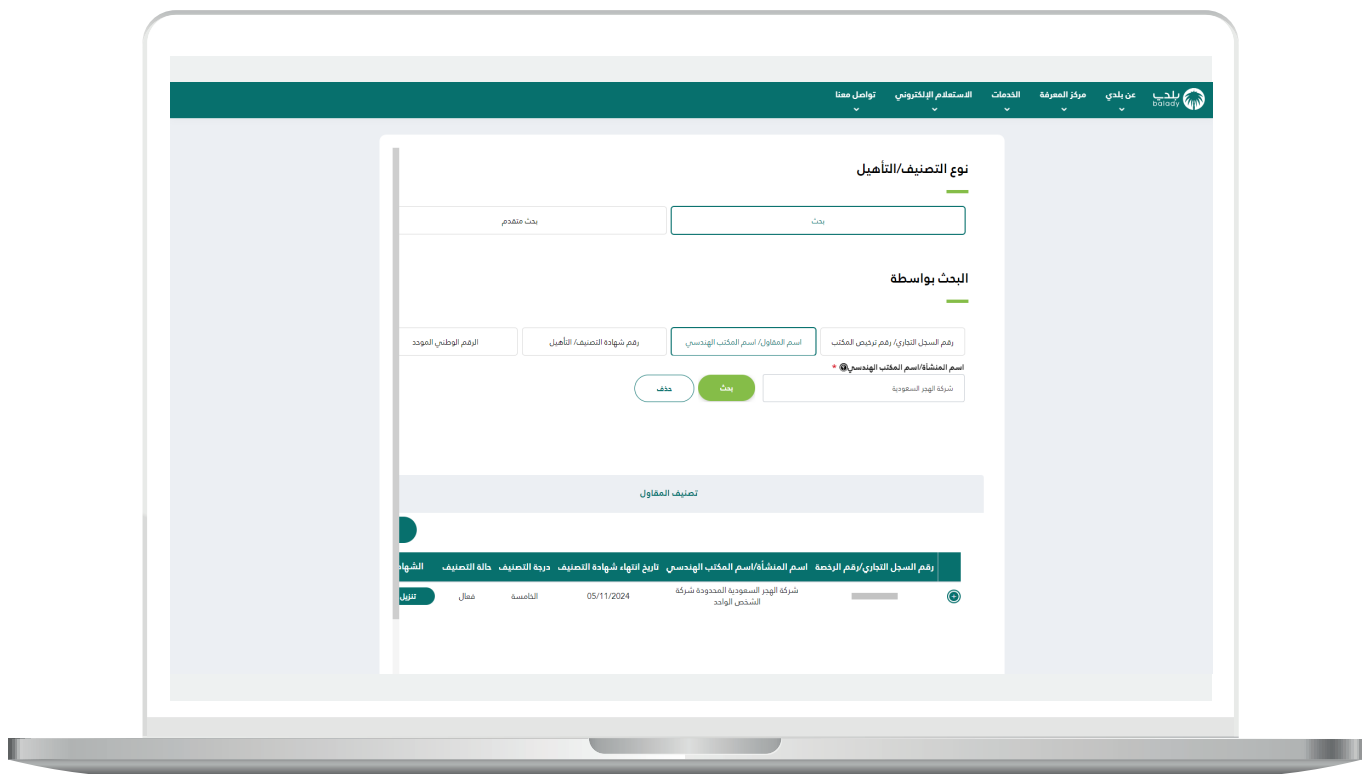 بلدي
balady
عن بلدي
مركز المعرفة
الخدمات
الاستعلام الإلكتروني
تواصل معنا
نوع التصنيف/التأهيل
بحث
بحث متقدم
البحث بواسطة
رقم السجل التجاري/ رقم ترخيص المكتب
اسم المقاول/ اسم المكتب الهندسي
رقم شهادة التصنيف/ التأهيل
الرقم الوطني الموحد
اسم المنشأة/اسم المكتب الهندسي *
شركة الهجر السعودية
بحث
حذف
تصنيف المقاول
رقم السجل التجاري/رقم الرخصة
اسم المنشأة/اسم المكتب الهندسي
تاريخ انتهاء شهادة التصنيف
درجة التصنيف
حالة التصنيف
الشها
شركة الهجر السعودية المحدودة شركة
الشخص الواحد
05/11/2024
الخامسة
فعال
تنزيل